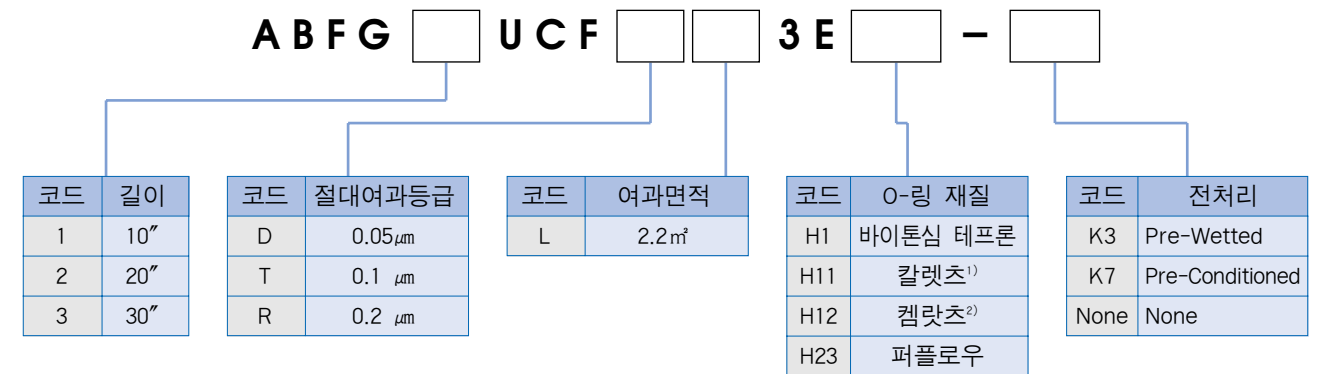 ABFG UCF 3E -
코드 길이
1 10″
2 20″
3 30″
코드 절대여과등급
D 0.05㎛
T 0.1 ㎛
R 0.2 ㎛
코드 여과면적
L 2.2㎡
코드 O-링 재질
H1 바이톤심 테프론
H11 칼렛츠1)
H12 켐랏츠2)
H23 퍼플로우
코드 전처리
K3 Pre-Wetted
K7 Pre-Conditioned
None None